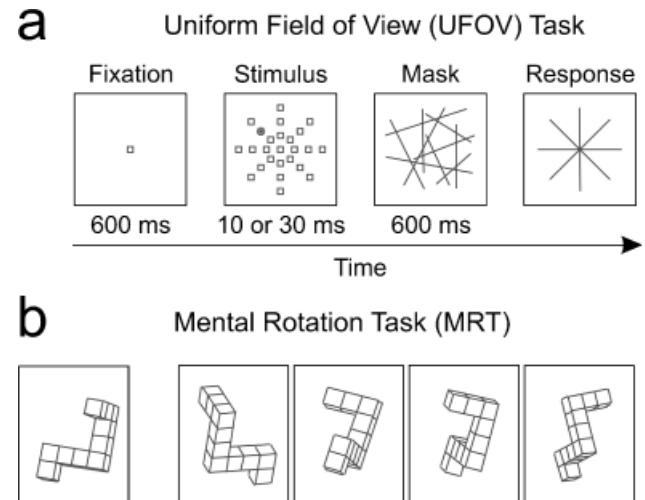 a
Uniform Field of View (UFOV) Task
Fixation Stimulus Mask Response
600 ms 10 or 30 ms 600 ms
Time
b
Mental Rotation Task (MRT)